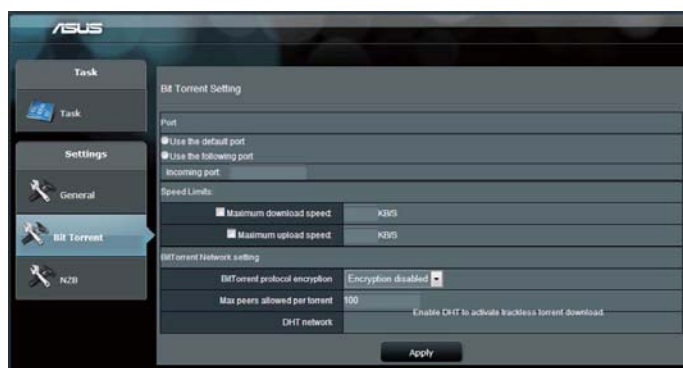 ASUS
Task
Task
Settings
General
Bit Torrent
NZB
Bit Torrent Setting
Port
Use the default port
Use the following port
Incoming port:
Speed Limits:
Maximum download speed: KB/S
Maximum upload speed: KB/S
BitTorrent Network setting
BitTorrent protocol encryption Encryption disabled
Max peers allowed per torrent 100
DHT network Enable DHT to activate trackless torrent download.
Apply